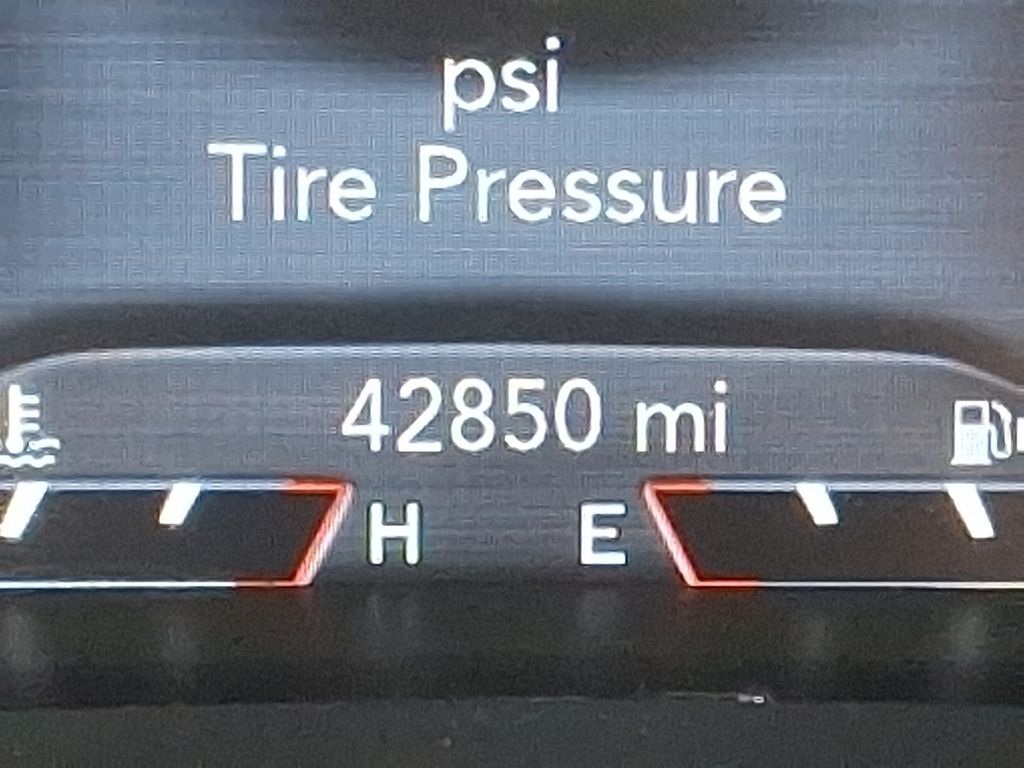 psi
Tire Pressure
42850 mi
H E